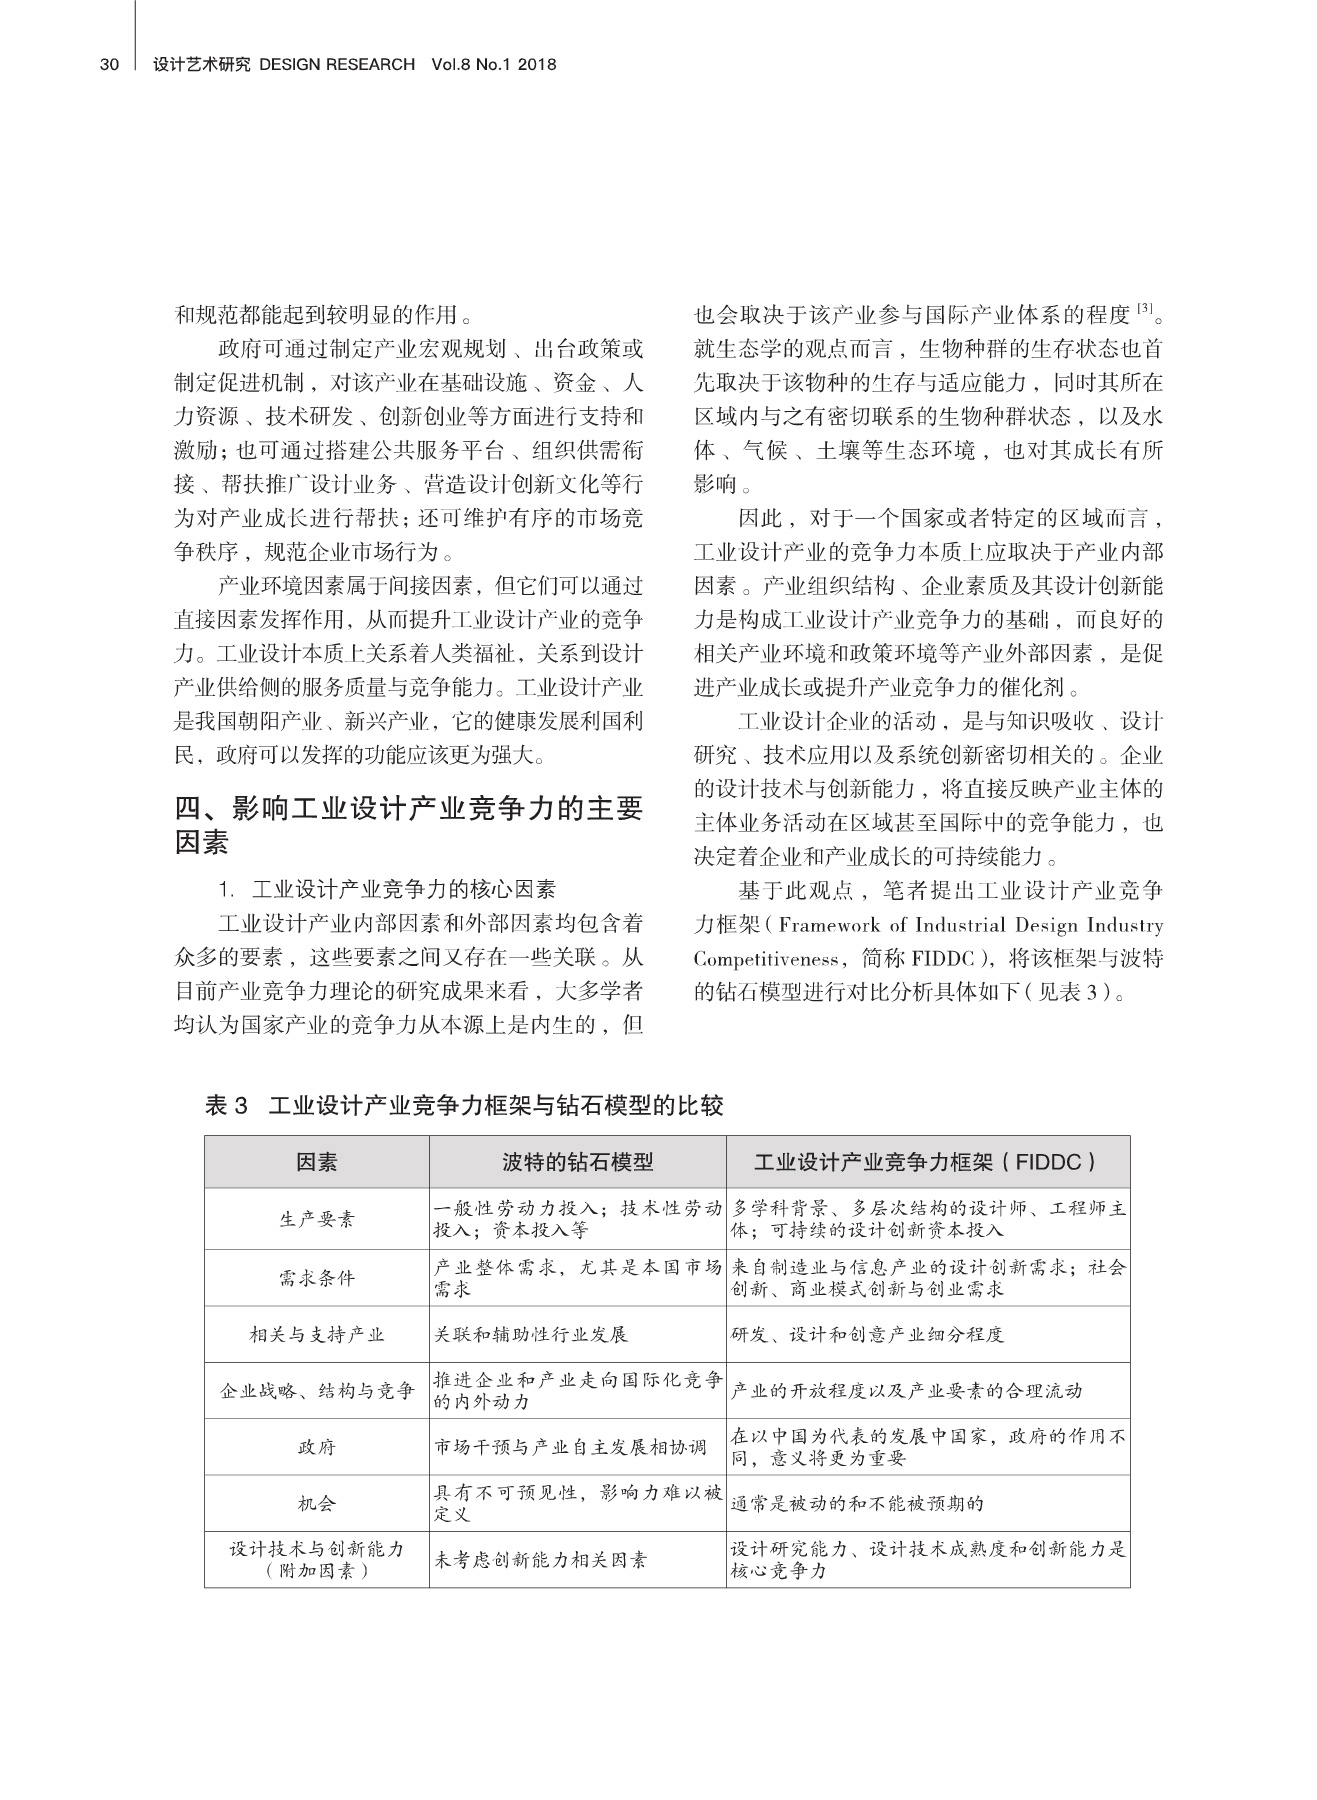 30 设计艺术研究 DESIGN RESEARCH Vol.8 No.1 2018
和规范都能起到较明显的作用。
政府可通过制定产业宏观规划、出台政策或
制定促进机制，对该产业在基础设施、资金、人
力资源、技术研发、创新创业等方面进行支持和
激励；也可通过搭建公共服务平台、组织供需衔
接、帮扶推广设计业务、营造设计创新文化等行
为对产业成长进行帮扶；还可维护有序的市场竞
争秩序，规范企业市场行为。
产业环境因素属于间接因素，但它们可以通过
直接因素发挥作用，从而提升工业设计产业的竞争
力。工业设计本质上关系着人类福祉，关系到设计
产业供给侧的服务质量与竞争能力。工业设计产业
是我国朝阳产业、新兴产业，它的健康发展利国利
民，政府可以发挥的功能应该更为强大。
四、影响工业设计产业竞争力的主要
因素
1. 工业设计产业竞争力的核心因素
工业设计产业内部因素和外部因素均包含着
众多的要素，这些要素之间又存在一些关联。从
目前产业竞争力理论的研究成果来看，大多学者
均认为国家产业的竞争力从本源上是内生的，但
也会取决于该产业参与国际产业体系的程度[3]。
就生态学的观点而言，生物种群的生存状态也首
先取决于该物种的生存与适应能力，同时其所在
区域内与之有密切联系的生物种群状态，以及水
体、气候、土壤等生态环境，也对其成长有所
影响。
因此，对于一个国家或者特定的区域而言，
工业设计产业的竞争力本质上应取决于产业内部
因素。产业组织结构、企业素质及其设计创新能
力是构成工业设计产业竞争力的基础，而良好的
相关产业环境和政策环境等产业外部因素，是促
进产业成长或提升产业竞争力的催化剂。
工业设计企业的活动，是与知识吸收、设计
研究、技术应用以及系统创新密切相关的。企业
的设计技术与创新能力，将直接反映产业主体的
主体业务活动在区域甚至国际中的竞争能力，也
决定着企业和产业成长的可持续能力。
基于此观点，笔者提出工业设计产业竞争
力框架（Framework of Industrial Design Industry
Competitiveness，简称 FIDDC），将该框架与波特
的钻石模型进行对比分析具体如下（见表 3）。
表 3 工业设计产业竞争力框架与钻石模型的比较
因素 波特的钻石模型 工业设计产业竞争力框架（FIDDC）
生产要素
一般性劳动力投入；技术性劳动
投入；资本投入等
多学科背景、多层次结构的设计师、工程师主
体；可持续的设计创新资本投入
需求条件
产业整体需求，尤其是本国市场
需求
来自制造业与信息产业的设计创新需求；社会
创新、商业模式创新与创业需求
相关与支持产业 关联和辅助性行业发展 研发、设计和创意产业细分程度
企业战略、结构与竞争
推进企业和产业走向国际化竞争
的内外动力
产业的开放程度以及产业要素的合理流动
政府 市场干预与产业自主发展相协调
在以中国为代表的发展中国家，政府的作用不
同，意义将更为重要
机会
具有不可预见性，影响力难以被
定义
通常是被动的和不能被预期的
设计技术与创新能力
（附加因素）
未考虑创新能力相关因素
设计研究能力、设计技术成熟度和创新能力是
核心竞争力